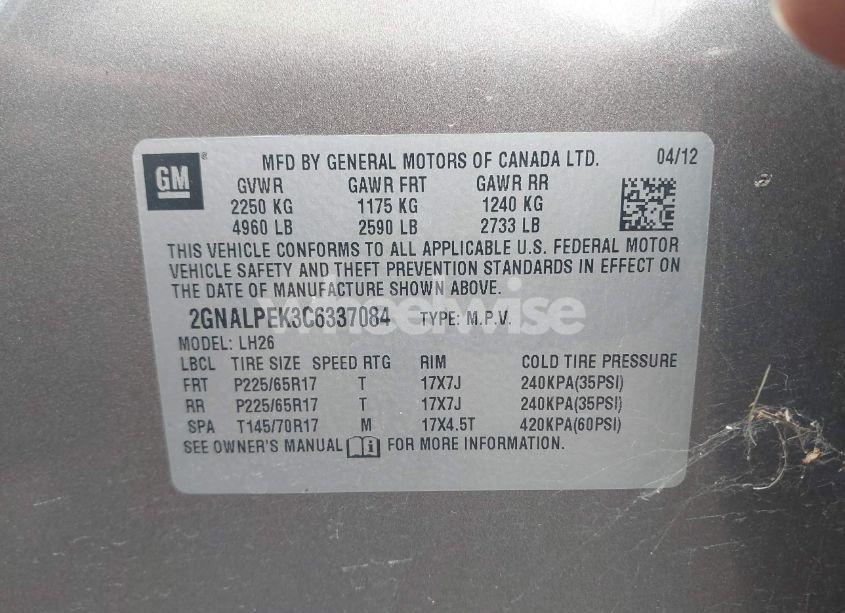 GM ® MFD BY GENERAL MOTORS OF CANADA LTD. 04/12
GVWR GAWR FRT GAWR RR
2250 KG 1175 KG 1240 KG
4960 LB 2590 LB 2733 LB
THIS VEHICLE CONFORMS TO ALL APPLICABLE U.S. FEDERAL MOTOR
VEHICLE SAFETY AND THEFT PREVENTION STANDARDS IN EFFECT ON
THE DATE OF MANUFACTURE SHOWN ABOVE.
wheelwise
2GNALPEK3C6337084 TYPE: M.P.V.
MODEL: LH26
LBCL TIRE SIZE SPEED RTG RIM COLD TIRE PRESSURE
FRT P225/65R17 T 17X7J 240KPA(35PSI)
RR P225/65R17 T 17X7J 240KPA(35PSI)
SPA T145/70R17 M 17X4.5T 420KPA(60PSI)
SEE OWNER'S MANUAL i FOR MORE INFORMATION.